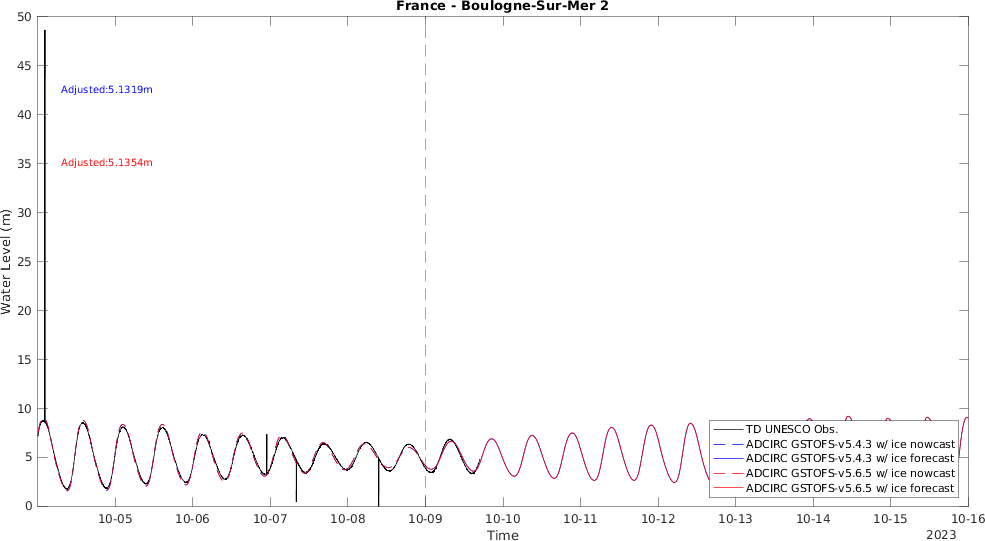 France - Boulogne-Sur-Mer 2
50
45
40
35
30
25
20
15
10
5
0
Water Level (m)
Adjusted:5.1319m
Adjusted:5.1354m
TD UNESCO Obs.
ADCIRC GSTOFS-v5.4.3 w/ ice nowcast
ADCIRC GSTOFS-v5.4.3 w/ ice forecast
ADCIRC GSTOFS-v5.6.5 w/ ice nowcast
ADCIRC GSTOFS-v5.6.5 w/ ice forecast
10-05 10-06 10-07 10-08 10-09 10-10 10-11 10-12 10-13 10-14 10-15 10-16
Time
2023